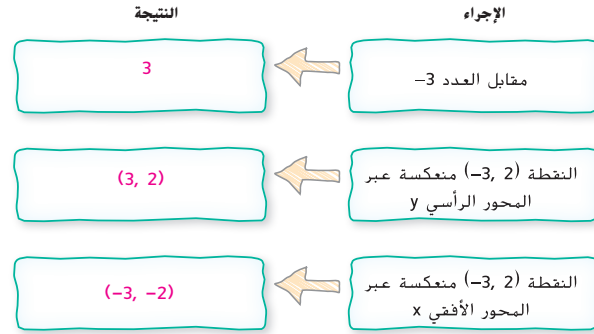 الإجراء
النتيجة
مقابل العدد 3−
3
النقطة (−3, 2) منعكسة عبر
المحور الرأسي y
(3, 2)
النقطة (−3, 2) منعكسة عبر
المحور الأفقي x
(−3, −2)